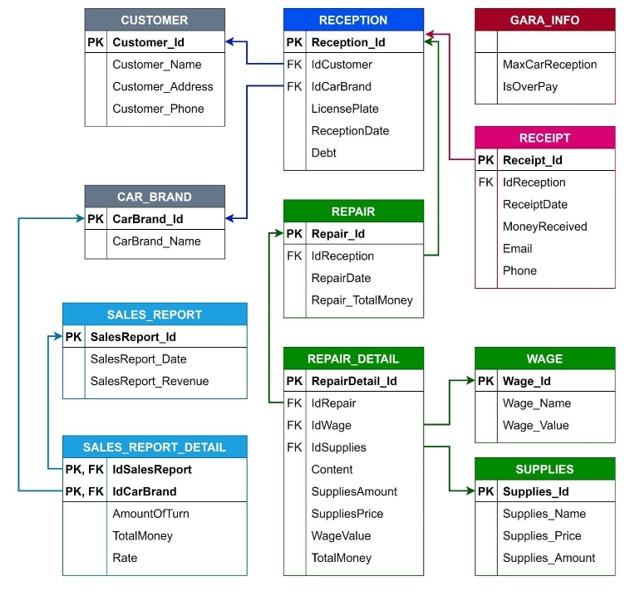 CUSTOMER
PK Customer_Id
Customer_Name
Customer_Address
Customer_Phone
RECEPTION
PK Reception_Id
FK IdCustomer
FK IdCarBrand
LicensePlate
ReceptionDate
Debt
GARA_INFO
MaxCarReception
IsOverPay
RECEIPT
PK Receipt_Id
FK IdReception
ReceiptDate
MoneyReceived
Email
Phone
CAR_BRAND
PK CarBrand_Id
CarBrand_Name
REPAIR
PK Repair_Id
FK IdReception
RepairDate
Repair_TotalMoney
SALES_REPORT
PK SalesReport_Id
SalesReport_Date
SalesReport_Revenue
REPAIR_DETAIL
PK RepairDetail_Id
FK IdRepair
FK IdWage
FK IdSupplies
Content
SuppliesAmount
SuppliesPrice
WageValue
TotalMoney
WAGE
PK Wage_Id
Wage_Name
Wage_Value
SALES_REPORT_DETAIL
PK, FK IdSalesReport
PK, FK IdCarBrand
AmountOfTurn
TotalMoney
Rate
SUPPLIES
PK Supplies_Id
Supplies_Name
Supplies_Price
Supplies_Amount